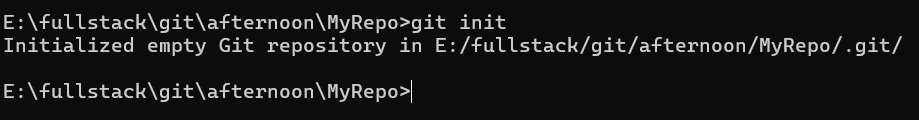 E:\fullstack\git\afternoon\MyRepo>git init
Initialized empty Git repository in E:/fullstack/git/afternoon/MyRepo/.git/
E:\fullstack\git\afternoon\MyRepo>